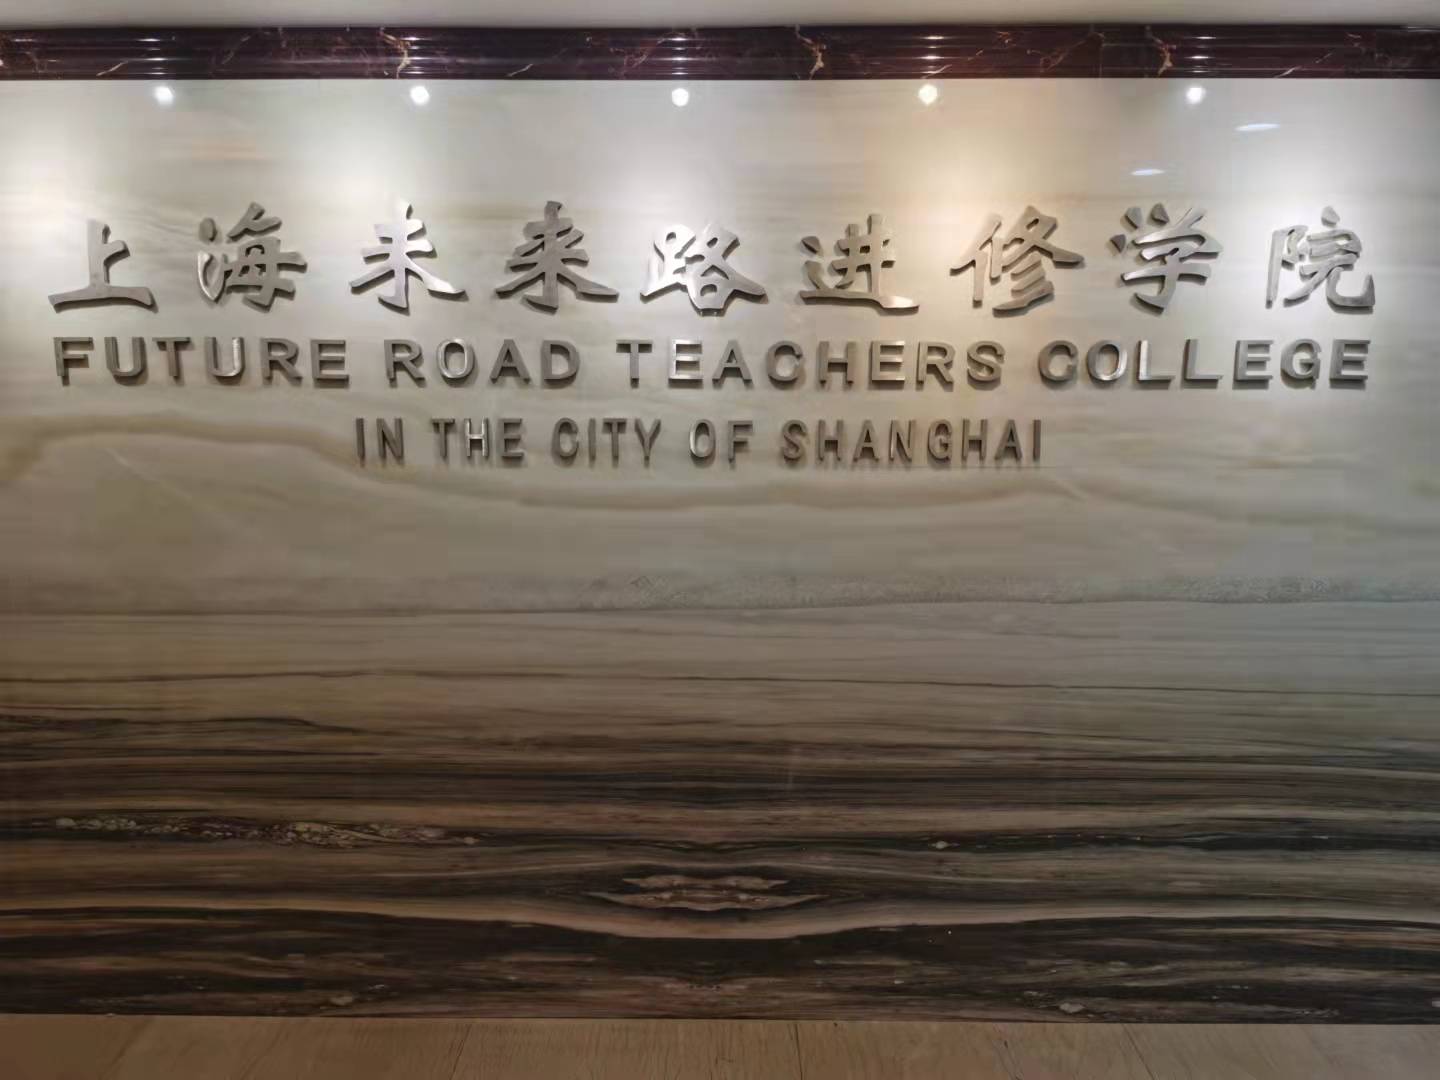 上海未来路进修学院
FUTURE ROAD TEACHERS COLLEGE
IN THE CITY OF SHANGHAI